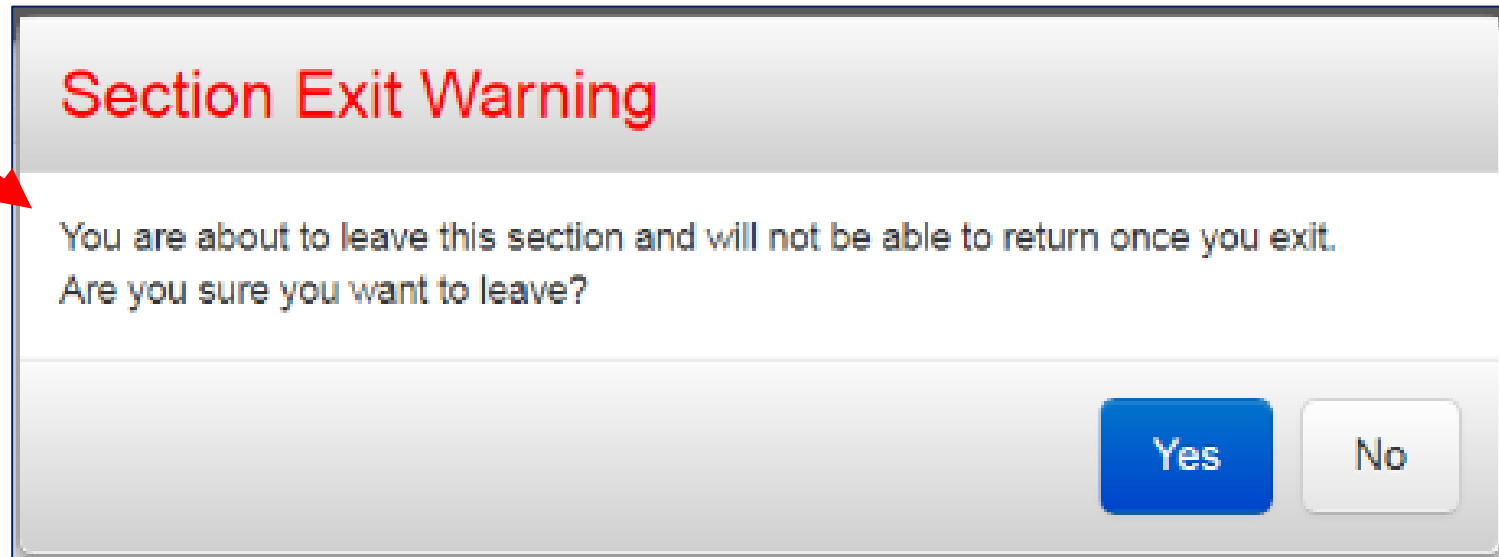 Section Exit Warning
You are about to leave this section and will not be able to return once you exit.
Are you sure you want to leave?
Yes
No